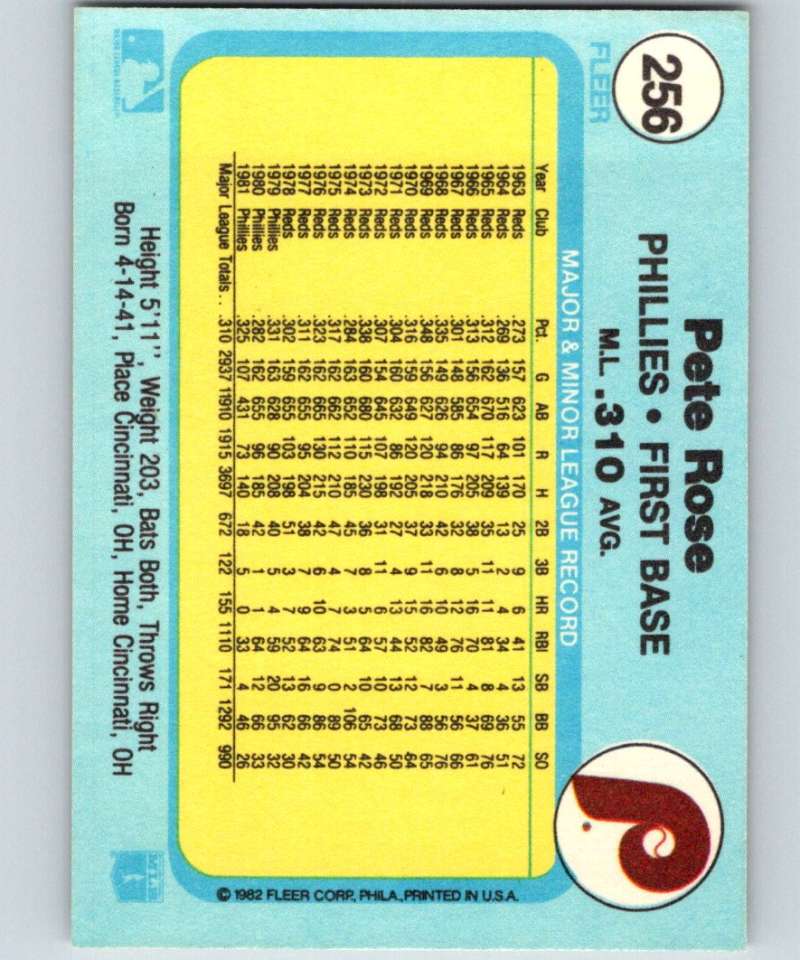 256
FLEER
Pete Rose
PHILLIES • FIRST BASE
M.L. .310 AVG.
P
MAJOR & MINOR LEAGUE RECORD
Year Club Pct. G AB R H 2B 3B HR RBI SB BB SO
1963 Reds .273 157 623 101 170 25 9 6 41 13 55 72
1964 Reds .269 136 516 64 139 13 2 4 34 4 36 51
1965 Reds .312 162 670 117 209 35 11 11 81 8 69 76
1966 Reds .313 156 654 97 205 38 5 16 70 4 37 61
1967 Reds .301 148 585 86 176 32 8 12 76 11 56 66
1968 Reds .335 149 626 94 210 42 6 10 49 3 56 76
1969 Reds .348 156 627 120 218 33 11 16 82 7 88 65
1970 Reds .316 159 649 120 205 37 9 15 52 12 73 64
1971 Reds .304 160 632 86 192 27 4 13 44 13 68 50
1972 Reds .307 154 645 107 198 31 11 6 57 10 73 46
1973 Reds .338 160 680 115 230 36 8 5 64 10 65 42
1974 Reds .284 163 652 110 185 45 7 3 51 2 106 54
1975 Reds .317 162 662 112 210 47 4 7 74 0 89 50
1976 Reds .323 162 665 130 215 42 6 10 63 9 86 54
1977 Reds .311 162 655 95 204 38 7 9 64 16 66 42
1978 Reds .302 159 655 103 198 51 3 7 52 13 62 30
1979 Phillies .331 163 628 90 208 40 5 4 59 20 95 32
1980 Phillies .282 162 655 96 185 42 1 1 64 12 66 33
1981 Phillies .325 107 431 73 140 18 5 0 33 4 46 26
Major League Totals . . .310 2937 11910 1915 3697 672 122 155 1110 171 1292 990
© 1982 FLEER CORP., PHILA., PRINTED IN U.S.A.
Height 5'11'', Weight 203, Bats Both, Throws Right
Born 4-14-41, Place Cincinnati, OH, Home Cincinnati, OH
MLB